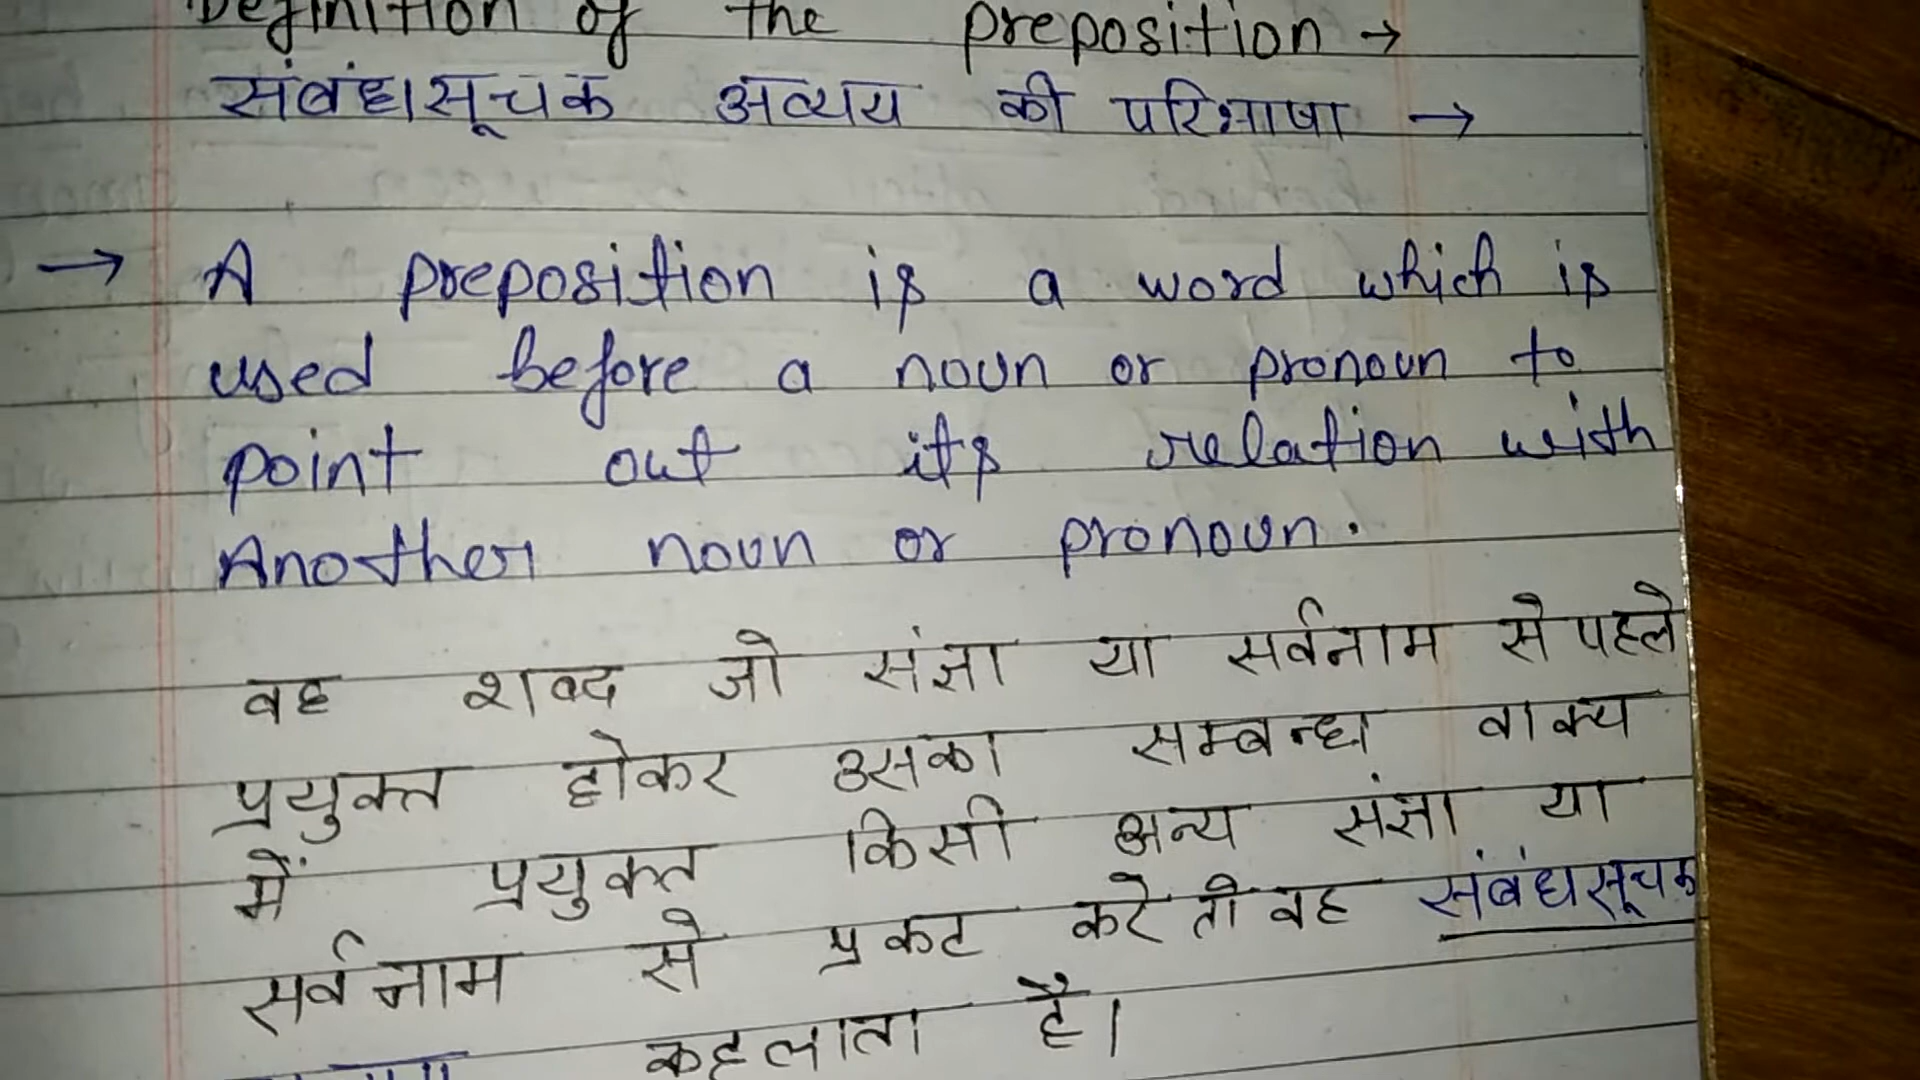 Definition of the preposition →
संबंधसूचक अव्यय की परिभाषा →
→ A preposition is a word which is
used before a noun or pronoun to
point out its relation with
Another noun or pronoun.
वह शब्द जो संज्ञा या सर्वनाम से पहले
प्रयुक्त होकर उसका सम्बन्ध वाक्य
में प्रयुक्त किसी अन्य संज्ञा या
सर्वनाम से प्रकट करे तो वह संबंधसूचक
कहलाता है।